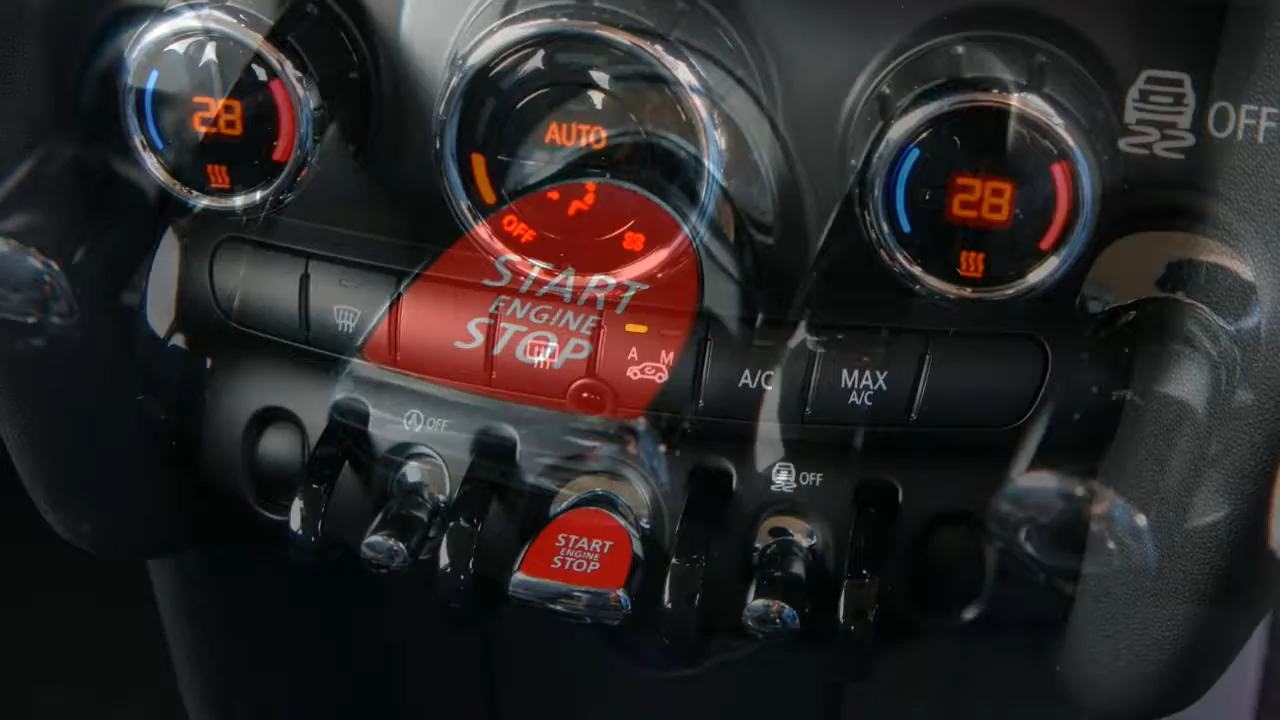 28
AUTO
OFF
28
OFF
START
ENGINE
STOP
A M
A/C
MAX
A/C
OFF
OFF
START
ENGINE
STOP